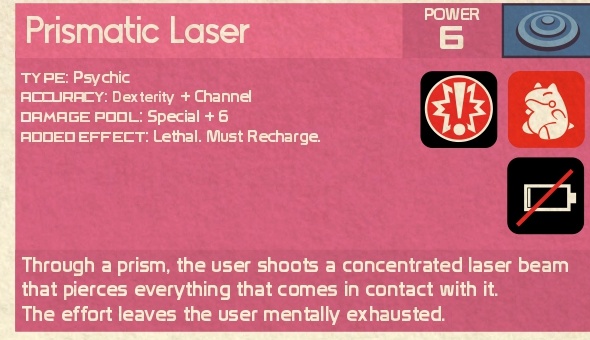 Prismatic Laser
POWER
6
TYPE: Psychic
ACCURACY: Dexterity + Channel
DAMAGE POOL: Special + 6
ADDED EFFECT: Lethal. Must Recharge.
Through a prism, the user shoots a concentrated laser beam
that pierces everything that comes in contact with it.
The effort leaves the user mentally exhausted.